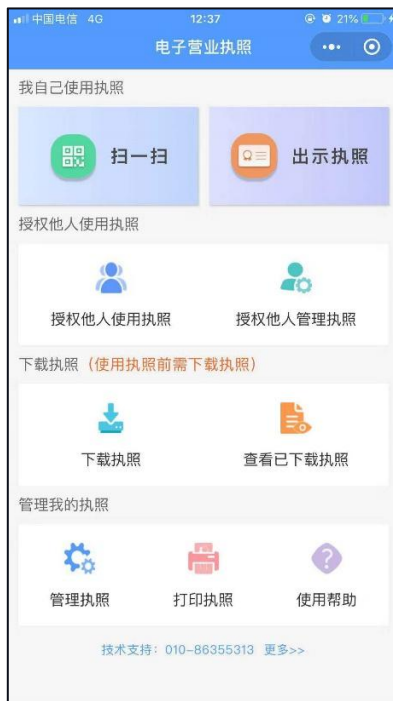 中国电信 4G 12:37 21%
电子营业执照
我自己使用执照
扫一扫 出示执照
授权他人使用执照
授权他人使用执照 授权他人管理执照
下载执照（使用执照前需下载执照）
下载执照 查看已下载执照
管理我的执照
管理执照 打印执照 使用帮助
技术支持：010-86355313 更多>>